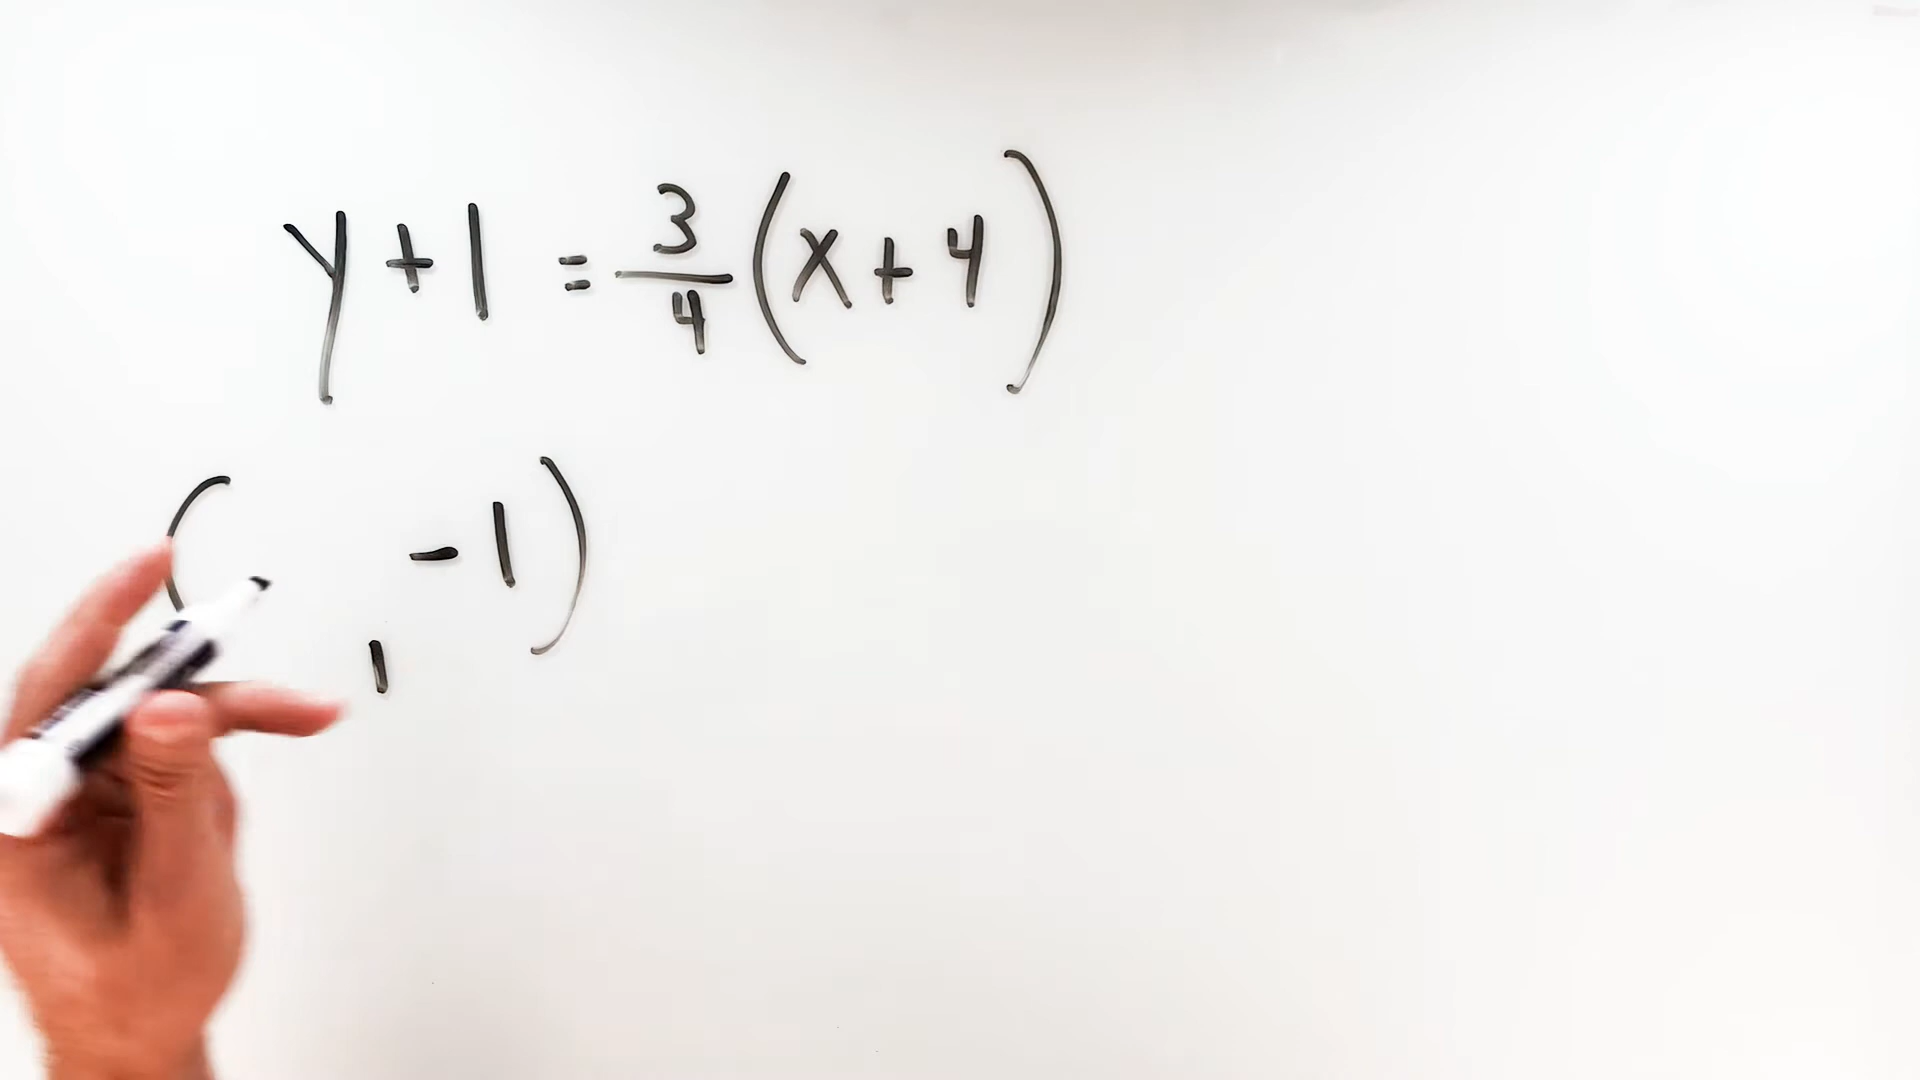 y + 1 = 3/4 (x + 4)
( , -1)